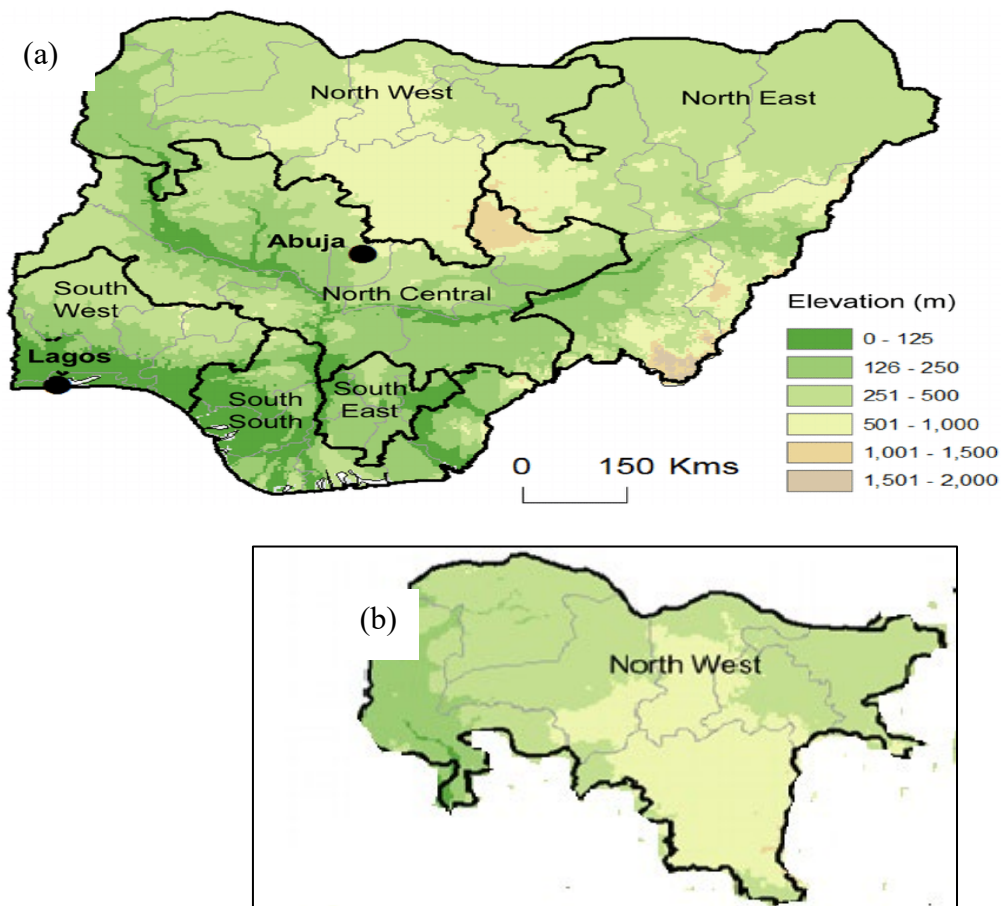 (a)
North West
North East
Abuja
North Central
South
West
Lagos
South
South
South
East
0 150 Kms
Elevation (m)
0 - 125
126 - 250
251 - 500
501 - 1,000
1,001 - 1,500
1,501 - 2,000
(b)
North West